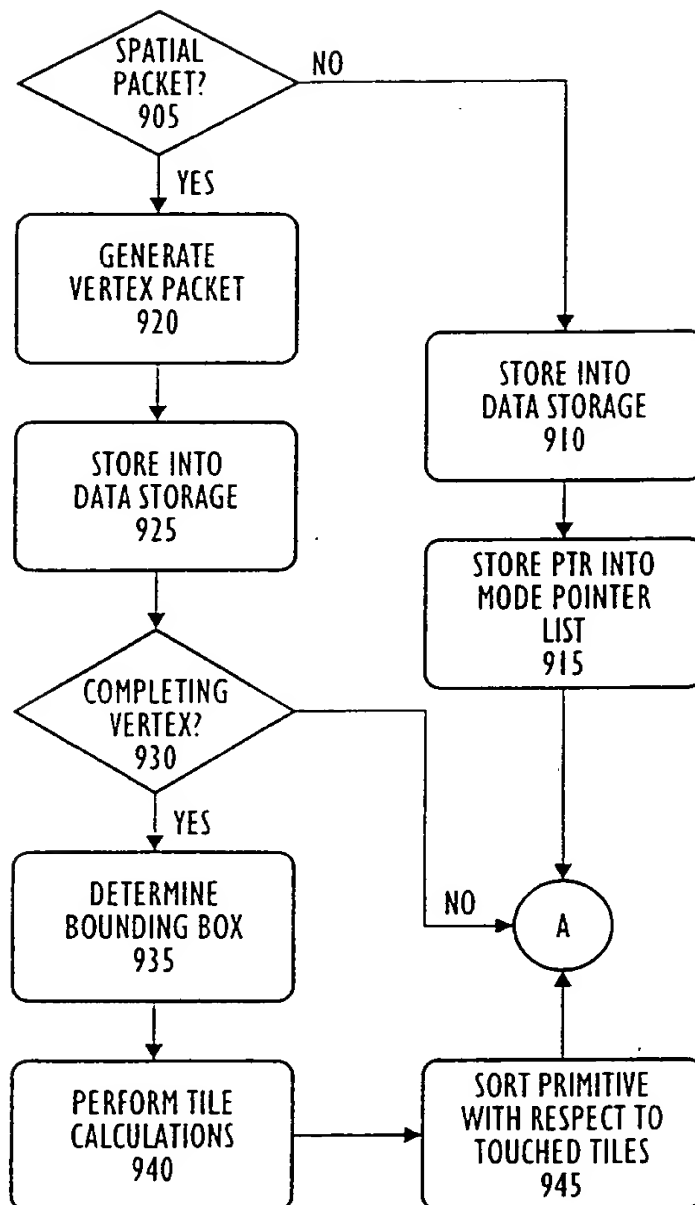 SPATIAL
PACKET?
905
NO
YES
GENERATE
VERTEX PACKET
920
STORE INTO
DATA STORAGE
910
STORE INTO
DATA STORAGE
925
STORE PTR INTO
MODE POINTER
LIST
915
COMPLETING
VERTEX?
930
YES
NO
A
DETERMINE
BOUNDING BOX
935
PERFORM TILE
CALCULATIONS
940
SORT PRIMITIVE
WITH RESPECT TO
TOUCHED TILES
945